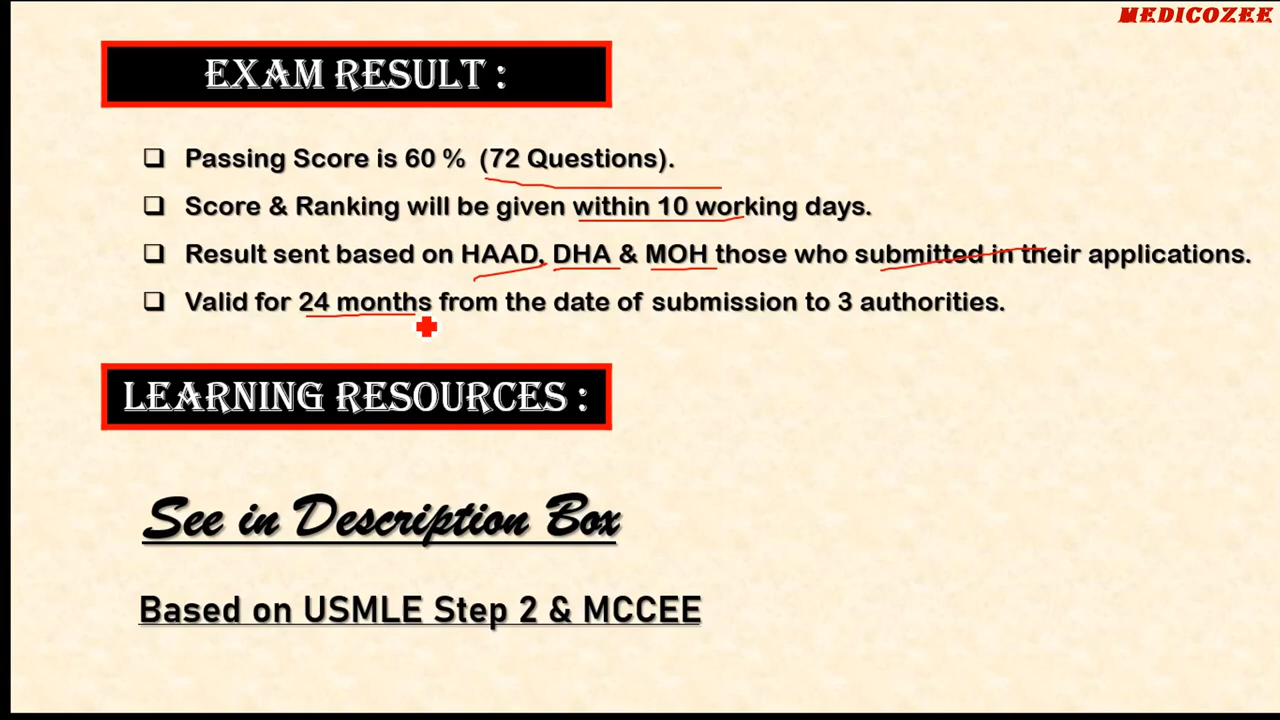 MEDICOZEE
EXAM RESULT :
❑ Passing Score is 60 % (72 Questions).
❑ Score & Ranking will be given within 10 working days.
❑ Result sent based on HAAD, DHA & MOH those who submitted in their applications.
❑ Valid for 24 months from the date of submission to 3 authorities.
LEARNING RESOURCES :
See in Description Box
Based on USMLE Step 2 & MCCEE